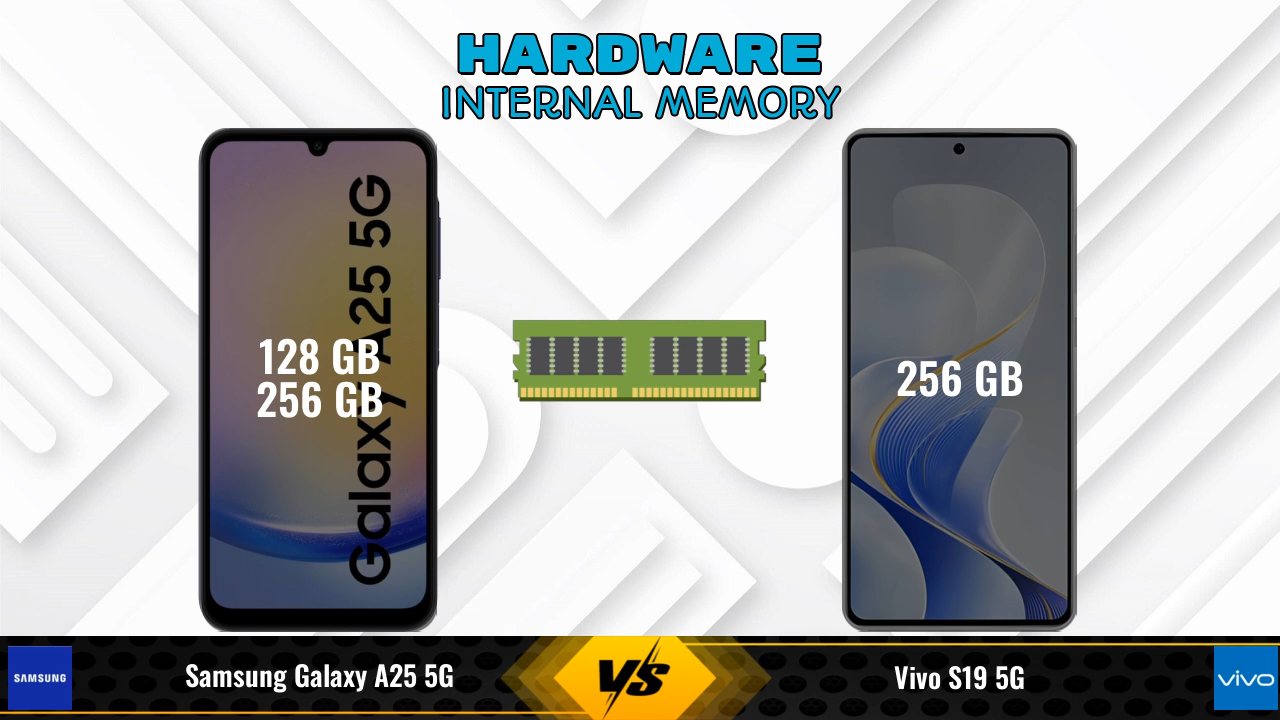 HARDWARE
INTERNAL MEMORY
Galaxy A25 5G
128 GB
256 GB
256 GB
SAMSUNG
Samsung Galaxy A25 5G
VS
Vivo S19 5G
vivo